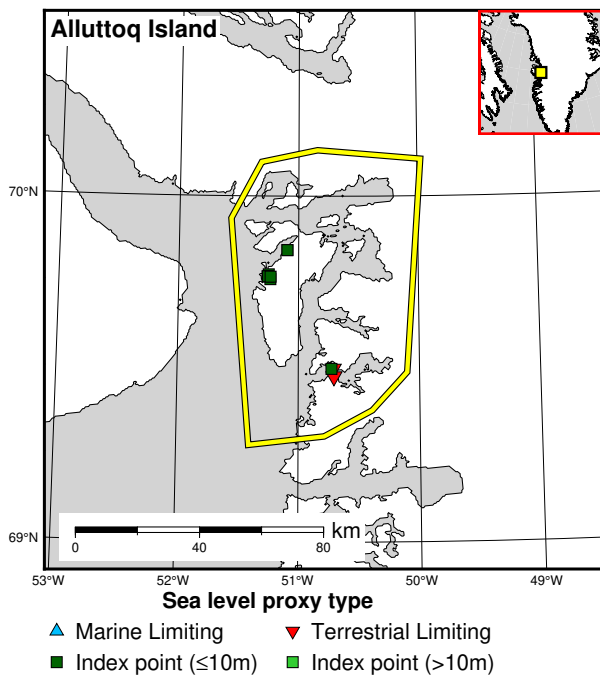 Alluttoq Island
70°N
69°N
km
0 40 80
53°W 52°W 51°W 50°W 49°W
Sea level proxy type
Marine Limiting Terrestrial Limiting
Index point (≤10m) Index point (>10m)